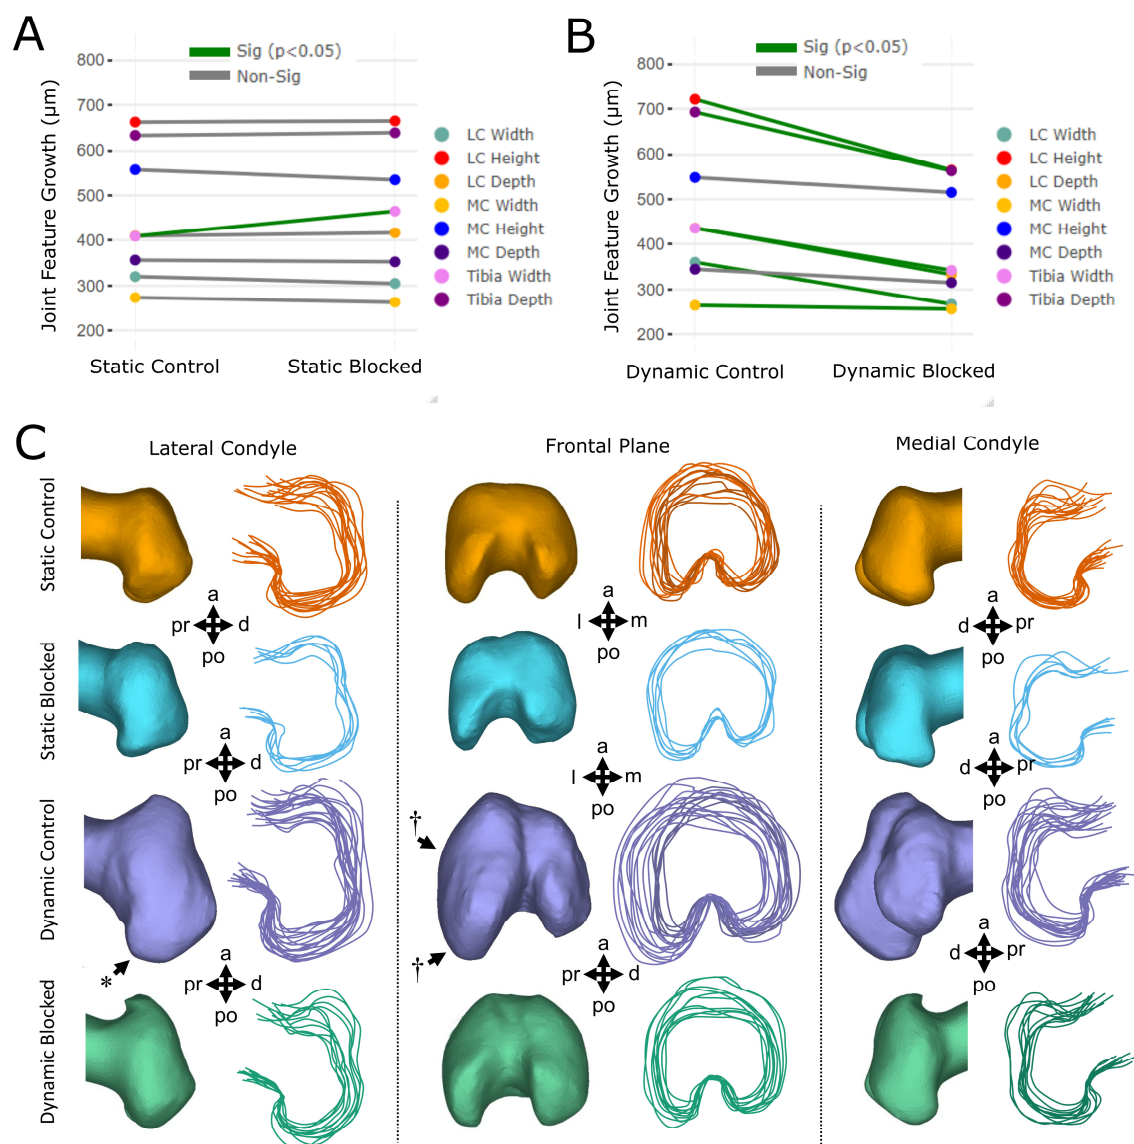 A
Sig (p<0.05)
Non-Sig
Joint Feature Growth (µm)
800
700
600
500
400
300
200
Static Control
Static Blocked
LC Width
LC Height
LC Depth
MC Width
MC Height
MC Depth
Tibia Width
Tibia Depth
B
Sig (p<0.05)
Non-Sig
Joint Feature Growth (µm)
800
700
600
500
400
300
200
Dynamic Control
Dynamic Blocked
LC Width
LC Height
LC Depth
MC Width
MC Height
MC Depth
Tibia Width
Tibia Depth
C
Lateral Condyle
Frontal Plane
Medial Condyle
Static Control
a
pr d
po
a
l m
po
a
d pr
po
Static Blocked
a
pr d
po
a
l m
po
a
d pr
po
Dynamic Control
†
†
*
a
pr d
po
a
pr d
po
a
d pr
po
Dynamic Blocked